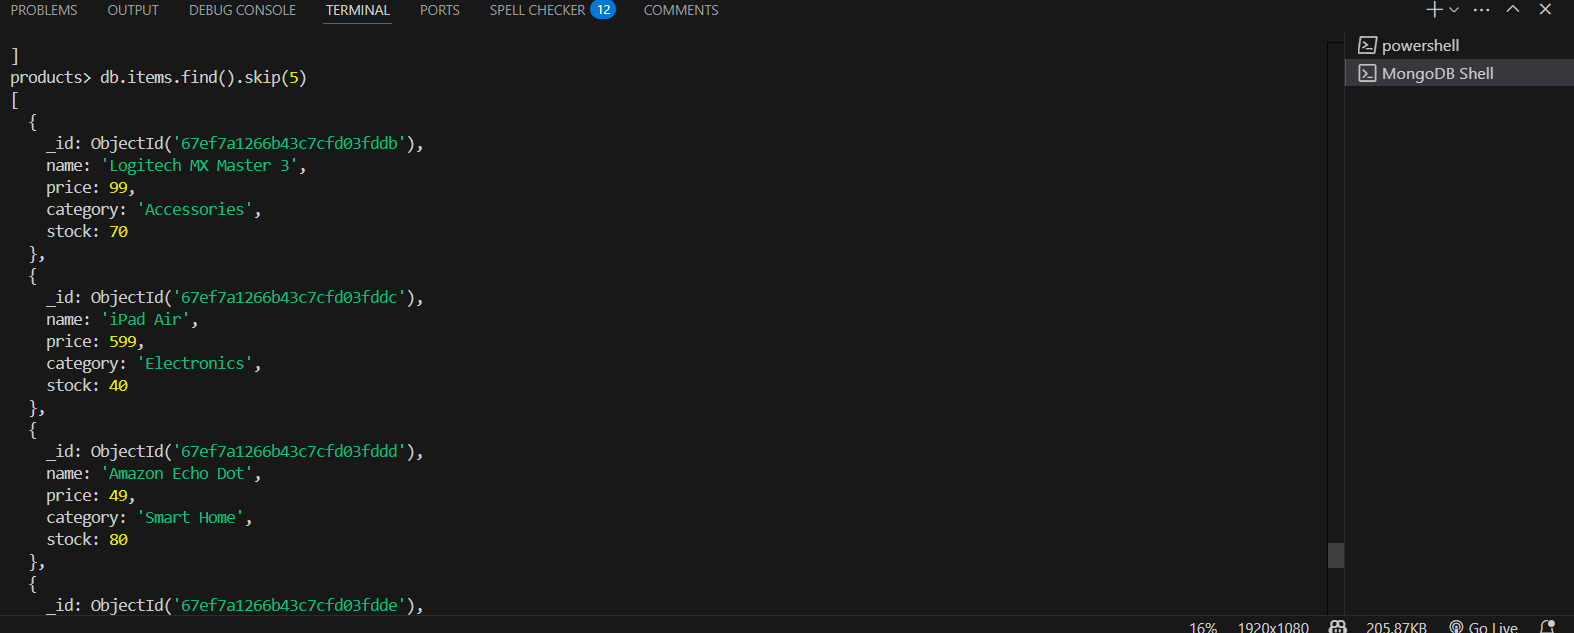 PROBLEMS OUTPUT DEBUG CONSOLE TERMINAL PORTS SPELL CHECKER 12 COMMENTS
powershell
MongoDB Shell
]
products> db.items.find().skip(5)
[
{
_id: ObjectId('67ef7a1266b43c7cfd03fddb'),
name: 'Logitech MX Master 3',
price: 99,
category: 'Accessories',
stock: 70
},
{
_id: ObjectId('67ef7a1266b43c7cfd03fddc'),
name: 'iPad Air',
price: 599,
category: 'Electronics',
stock: 40
},
{
_id: ObjectId('67ef7a1266b43c7cfd03fddd'),
name: 'Amazon Echo Dot',
price: 49,
category: 'Smart Home',
stock: 80
},
{
_id: ObjectId('67ef7a1266b43c7cfd03fdde'),
16% 1920x1080 205.87KB Go Live